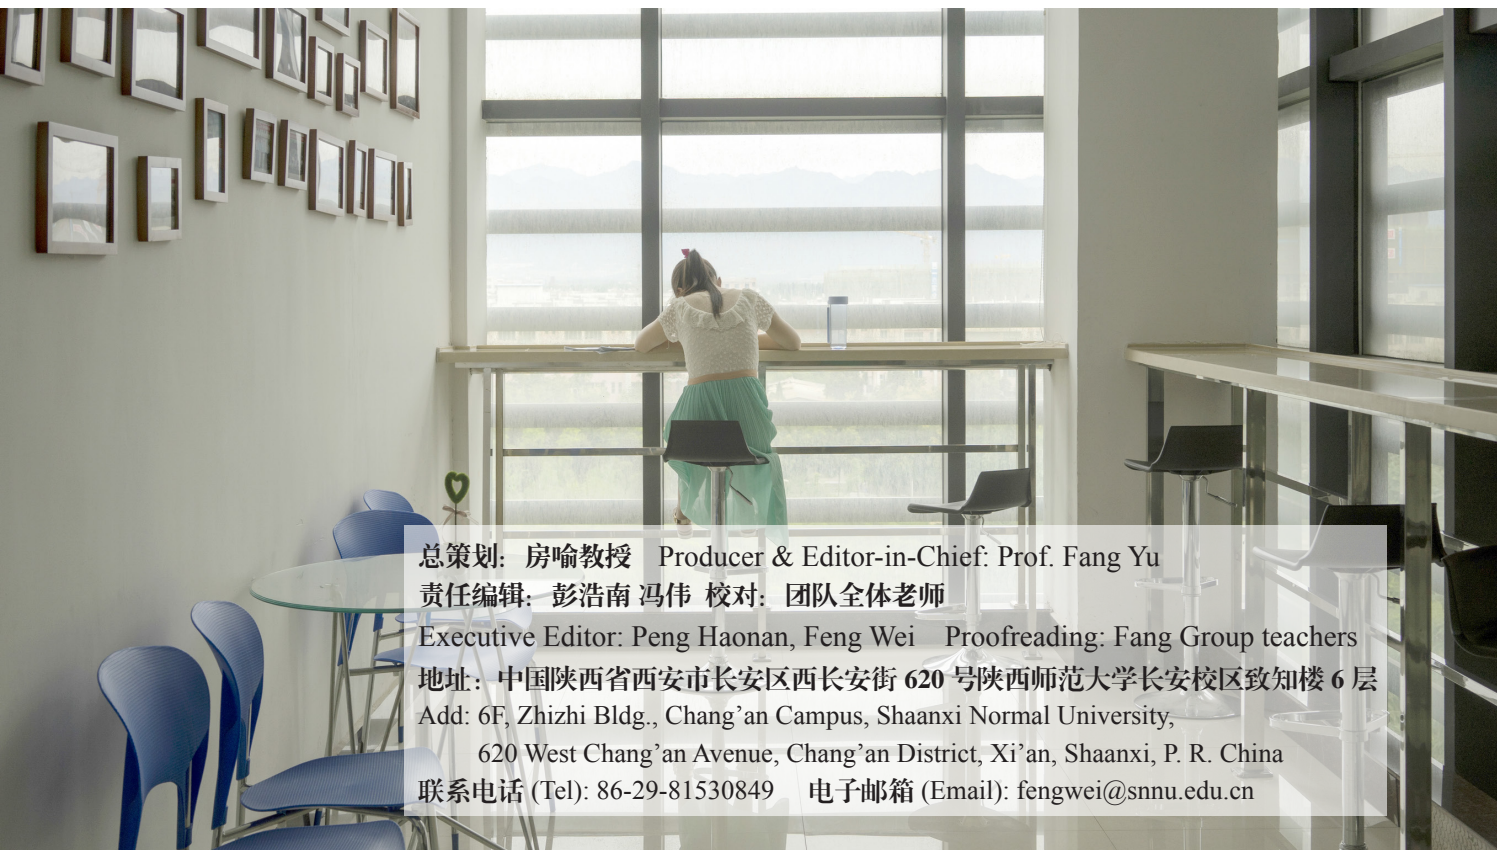 总策划：房喻教授 Producer & Editor-in-Chief: Prof. Fang Yu
责任编辑：彭浩南 冯伟 校对：团队全体老师
Executive Editor: Peng Haonan, Feng Wei Proofreading: Fang Group teachers
地址：中国陕西省西安市长安区西长安街 620 号陕西师范大学长安校区致知楼 6 层
Add: 6F, Zhizhi Bldg., Chang’an Campus, Shaanxi Normal University,
620 West Chang’an Avenue, Chang’an District, Xi’an, Shaanxi, P. R. China
联系电话 (Tel): 86-29-81530849 电子邮箱 (Email): fengwei@snnu.edu.cn